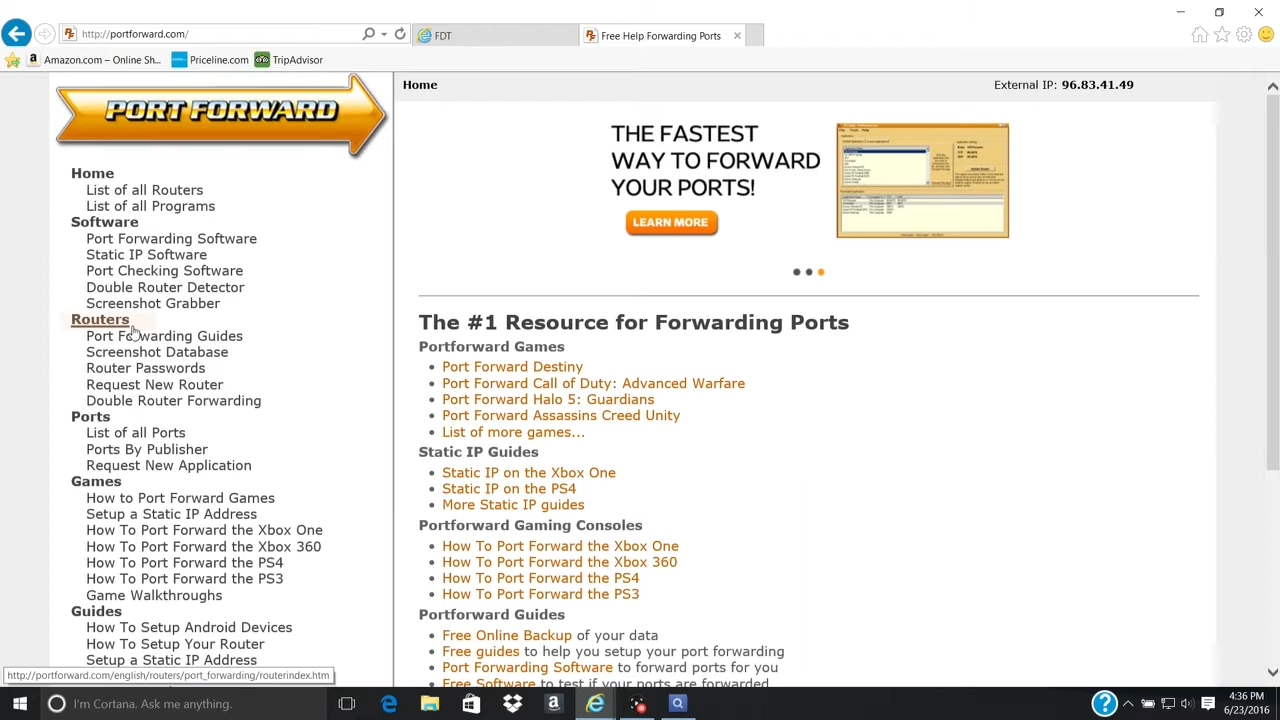 http://portforward.com/
FDT
Free Help Forwarding Ports
Amazon.com – Online Sh...
Priceline.com
TripAdvisor
PORT FORWARD
Home
List of all Routers
List of all Programs
Software
Port Forwarding Software
Static IP Software
Port Checking Software
Double Router Detector
Screenshot Grabber
Routers
Port Forwarding Guides
Screenshot Database
Router Passwords
Request New Router
Double Router Forwarding
Ports
List of all Ports
Ports By Publisher
Request New Application
Games
How to Port Forward Games
Setup a Static IP Address
How To Port Forward the Xbox One
How To Port Forward the Xbox 360
How To Port Forward the PS4
How To Port Forward the PS3
Game Walkthroughs
Guides
How To Setup Android Devices
How To Setup Your Router
Setup a Static IP Address
http://portforward.com/english/routers/port_forwarding/routerindex.htm
Home
External IP: 96.83.41.49
THE FASTEST
WAY TO FORWARD
YOUR PORTS!
LEARN MORE
The #1 Resource for Forwarding Ports
Portforward Games
Port Forward Destiny
Port Forward Call of Duty: Advanced Warfare
Port Forward Halo 5: Guardians
Port Forward Assassins Creed Unity
List of more games...
Static IP Guides
Static IP on the Xbox One
Static IP on the PS4
More Static IP guides
Portforward Gaming Consoles
How To Port Forward the Xbox One
How To Port Forward the Xbox 360
How To Port Forward the PS4
How To Port Forward the PS3
Portforward Guides
Free Online Backup of your data
Free guides to help you setup your port forwarding
Port Forwarding Software to forward ports for you
Free Software to test if your ports are forwarded.
I'm Cortana. Ask me anything.
4:36 PM
6/23/2016